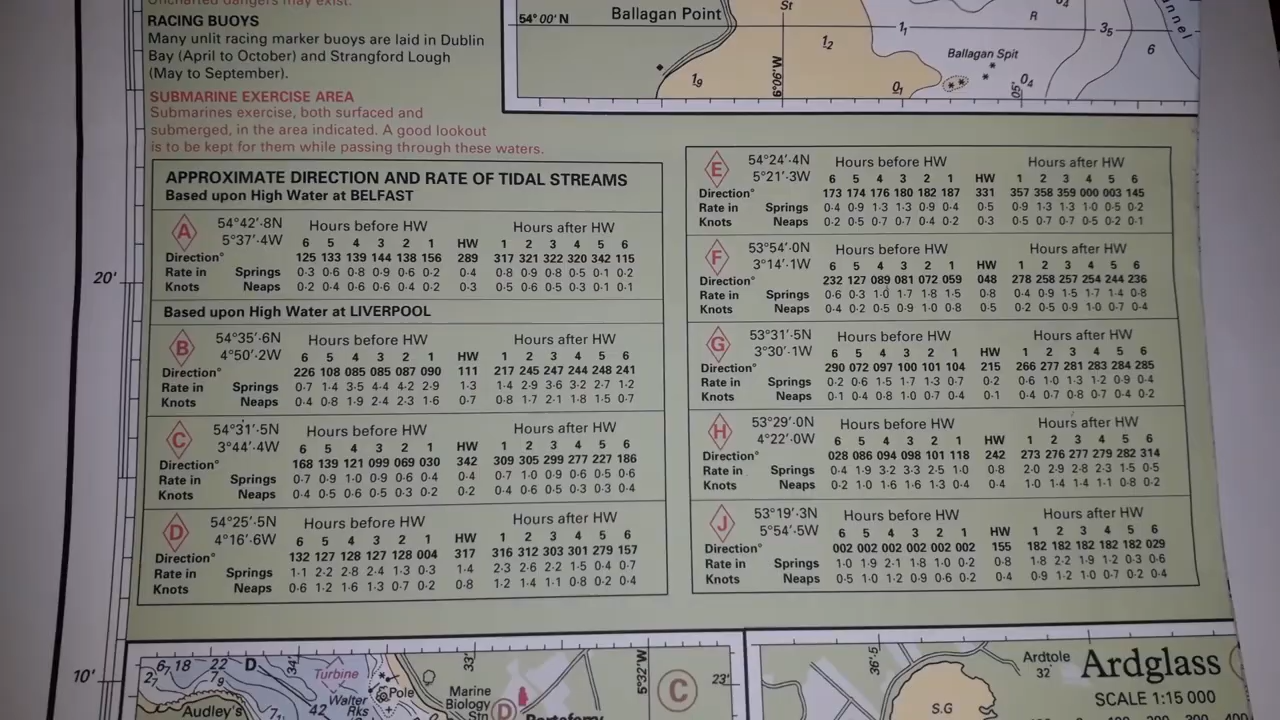 Uncharted dangers may exist.
RACING BUOYS
Many unlit racing marker buoys are laid in Dublin
Bay (April to October) and Strangford Lough
(May to September).
SUBMARINE EXERCISE AREA
Submarines exercise, both surfaced and
submerged, in the area indicated. A good lookout
is to be kept for them while passing through these waters.
54°00'N
Ballagan Point
St
1₂
1₉
6°06'W
1₁
0₁
R
0₄
3₅
6
Ballagan Spit
0₄
05'
20'
10'
APPROXIMATE DIRECTION AND RATE OF TIDAL STREAMS
Based upon High Water at BELFAST
A 54°42'·8N Hours before HW Hours after HW
5°37'·4W 6 5 4 3 2 1 HW 1 2 3 4 5 6
Direction° 125 133 139 144 138 156 289 317 321 322 320 342 115
Rate in Springs 0·3 0·6 0·8 0·9 0·6 0·2 0·4 0·8 0·9 0·8 0·5 0·1 0·2
Knots Neaps 0·2 0·4 0·6 0·6 0·4 0·2 0·3 0·5 0·6 0·5 0·3 0·1 0·1
Based upon High Water at LIVERPOOL
B 54°35'·6N Hours before HW Hours after HW
4°50'·2W 6 5 4 3 2 1 HW 1 2 3 4 5 6
Direction° 226 108 085 085 087 090 111 217 245 247 244 248 241
Rate in Springs 0·7 1·4 3·5 4·4 4·2 2·9 1·3 1·4 2·9 3·6 3·2 2·7 1·2
Knots Neaps 0·4 0·8 1·9 2·4 2·3 1·6 0·7 0·8 1·7 2·1 1·8 1·5 0·7
C 54°31'·5N Hours before HW Hours after HW
3°44'·4W 6 5 4 3 2 1 HW 1 2 3 4 5 6
Direction° 168 139 121 099 069 030 342 309 305 299 277 227 186
Rate in Springs 0·7 0·9 1·0 0·9 0·6 0·4 0·4 0·7 1·0 0·9 0·6 0·5 0·6
Knots Neaps 0·4 0·5 0·6 0·5 0·3 0·2 0·2 0·4 0·6 0·5 0·3 0·3 0·4
D 54°25'·5N Hours before HW Hours after HW
4°16'·6W 6 5 4 3 2 1 HW 1 2 3 4 5 6
Direction° 132 127 128 127 128 004 317 316 312 303 301 279 157
Rate in Springs 1·1 2·2 2·8 2·4 1·3 0·3 1·4 2·3 2·6 2·2 1·5 0·4 0·7
Knots Neaps 0·6 1·2 1·6 1·3 0·7 0·2 0·8 1·2 1·4 1·1 0·8 0·2 0·4
E 54°24'·4N Hours before HW Hours after HW
5°21'·3W 6 5 4 3 2 1 HW 1 2 3 4 5 6
Direction° 173 174 176 180 182 187 331 357 358 359 000 003 145
Rate in Springs 0·4 0·9 1·3 1·3 0·9 0·4 0·5 0·9 1·3 1·3 1·0 0·5 0·2
Knots Neaps 0·2 0·5 0·7 0·7 0·4 0·2 0·3 0·5 0·7 0·7 0·5 0·2 0·1
F 53°54'·0N Hours before HW Hours after HW
3°14'·1W 6 5 4 3 2 1 HW 1 2 3 4 5 6
Direction° 232 127 089 081 072 059 048 278 258 257 254 244 236
Rate in Springs 0·6 0·3 1·0 1·7 1·8 1·5 0·8 0·4 0·9 1·5 1·7 1·4 0·8
Knots Neaps 0·4 0·2 0·5 0·9 1·0 0·8 0·5 0·2 0·5 0·9 1·0 0·7 0·4
G 53°31'·5N Hours before HW Hours after HW
3°30'·1W 6 5 4 3 2 1 HW 1 2 3 4 5 6
Direction° 290 072 097 100 101 104 215 266 277 281 283 284 285
Rate in Springs 0·2 0·6 1·5 1·7 1·3 0·7 0·2 0·6 1·0 1·3 1·2 0·9 0·4
Knots Neaps 0·1 0·4 0·8 1·0 0·7 0·4 0·1 0·4 0·7 0·8 0·7 0·4 0·2
H 53°29'·0N Hours before HW Hours after HW
4°22'·0W 6 5 4 3 2 1 HW 1 2 3 4 5 6
Direction° 028 086 094 098 101 118 242 273 276 277 279 282 314
Rate in Springs 0·4 1·9 3·2 3·3 2·5 1·0 0·8 2·0 2·9 2·8 2·3 1·5 0·5
Knots Neaps 0·2 1·0 1·6 1·6 1·3 0·4 0·4 1·0 1·4 1·4 1·1 0·8 0·2
J 53°19'·3N Hours before HW Hours after HW
5°54'·5W 6 5 4 3 2 1 HW 1 2 3 4 5 6
Direction° 002 002 002 002 002 002 155 182 182 182 182 182 029
Rate in Springs 1·0 1·9 2·1 1·8 1·0 0·2 0·8 1·8 2·2 1·9 1·2 0·3 0·6
Knots Neaps 0·5 1·0 1·2 0·9 0·6 0·2 0·4 0·9 1·2 1·0 0·7 0·2 0·4
18 22 D 34' 33' 5°32'W 23'
Turbine
Walter
Rks
Pole
Marine
Biology
Stn
C
D
Portaferry
Audley's
42
36'·5
Ardtole
32
Ardglass
SCALE 1:15 000
S.G